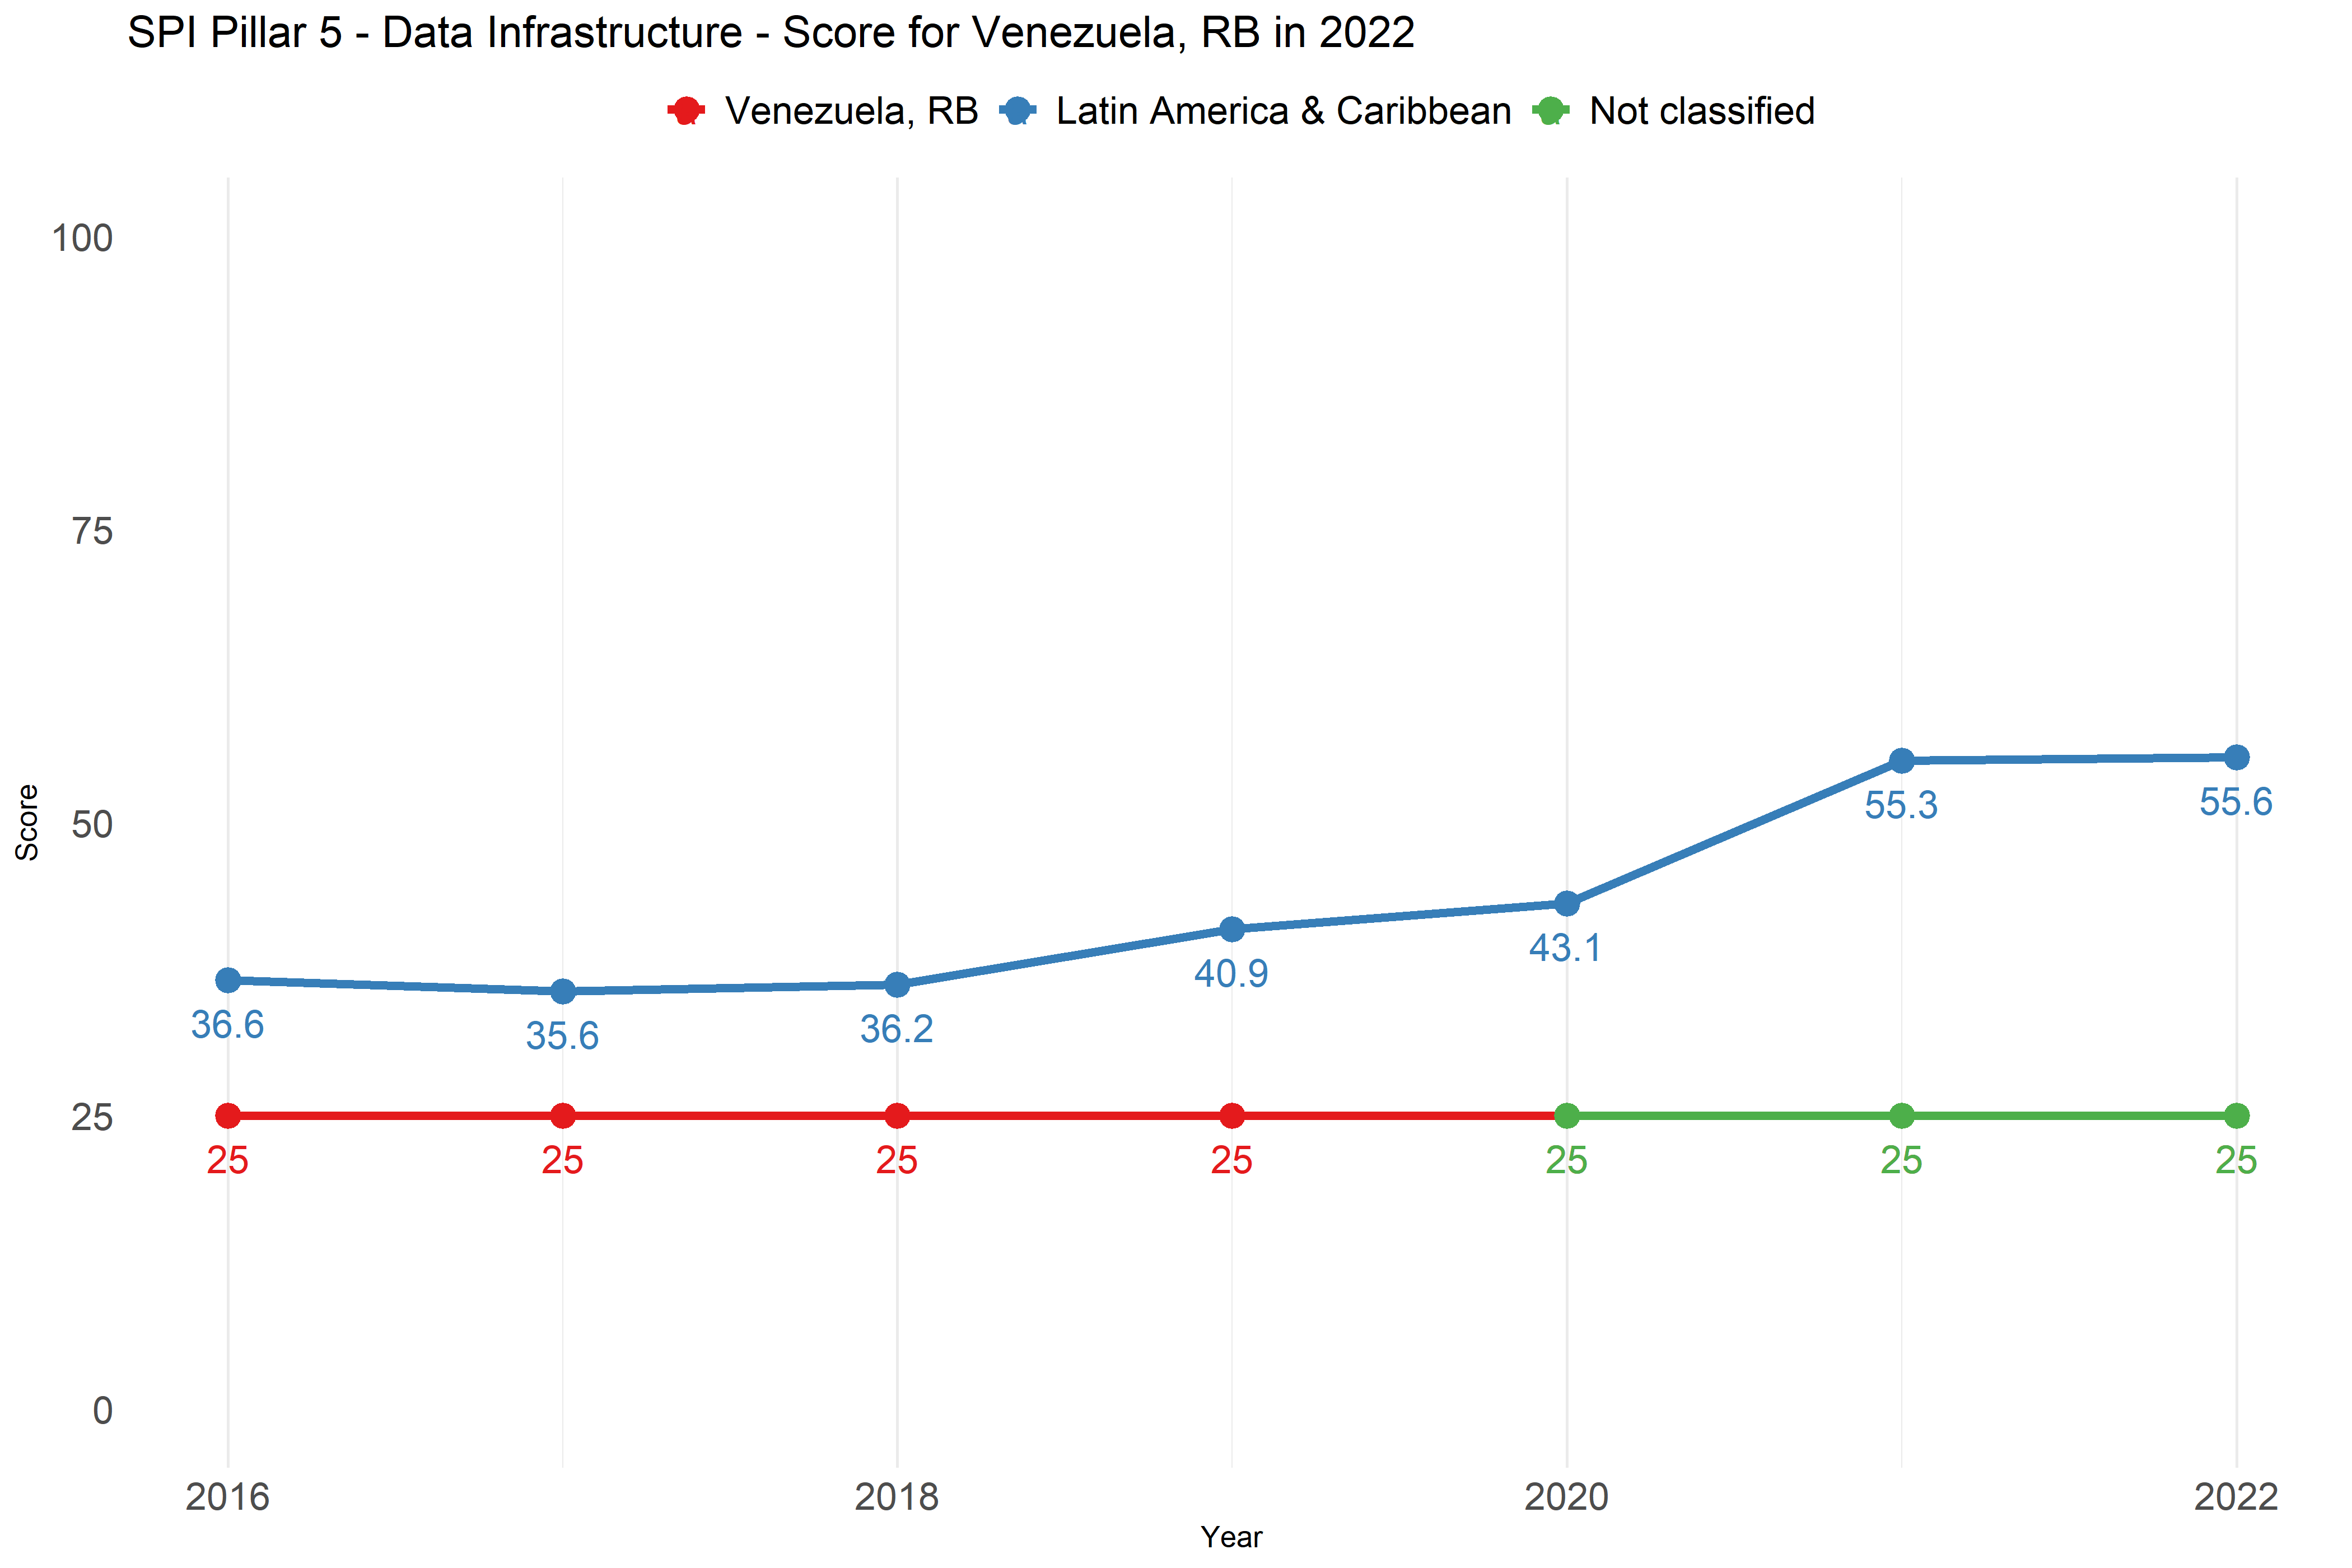 SPI Pillar 5 - Data Infrastructure - Score for Venezuela, RB in 2022
Venezuela, RB Latin America & Caribbean Not classified
100
75
50
25
0
Score
55.3
55.6
43.1
40.9
36.6
35.6
36.2
25 25 25 25 25 25 25
2016 2018 2020 2022
Year